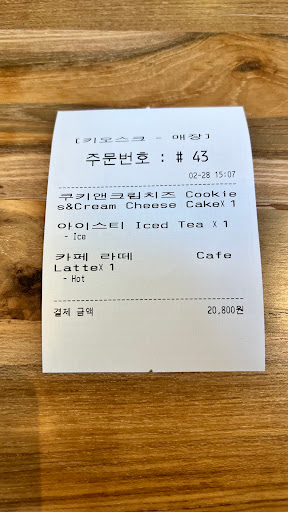 [키오스크 - 매장]
주문번호 : # 43
02-28 15:07
쿠키앤크림치즈 Cookie
s&Cream Cheese CakeX 1
아이스티 Iced Tea X 1
- Ice
카페 라떼 Cafe
LatteX 1
- Hot
결제 금액 20,800원